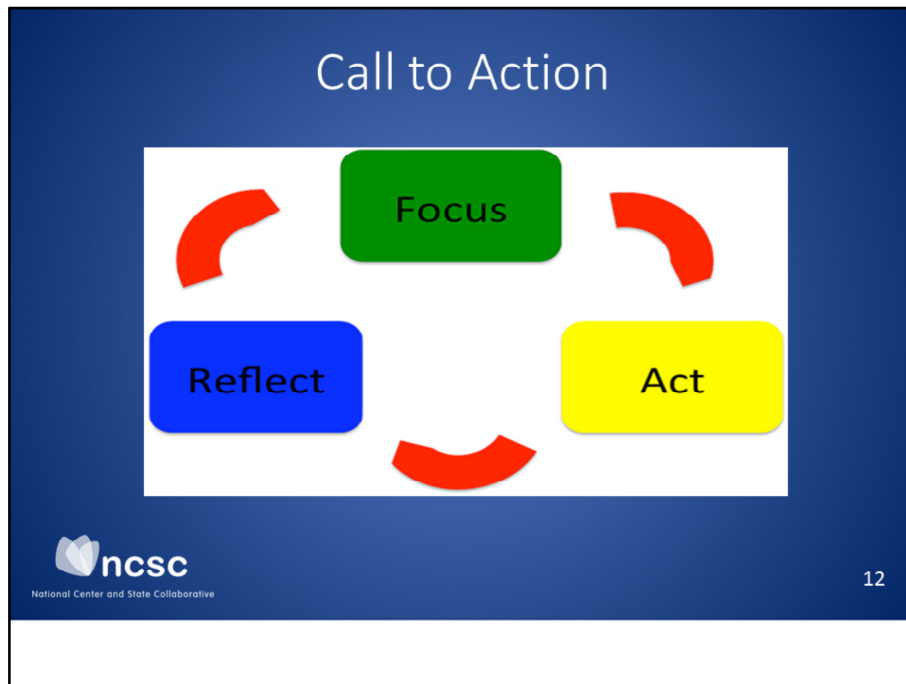 Call to Action
Focus
Reflect
Act
ncsc
National Center and State Collaborative
12